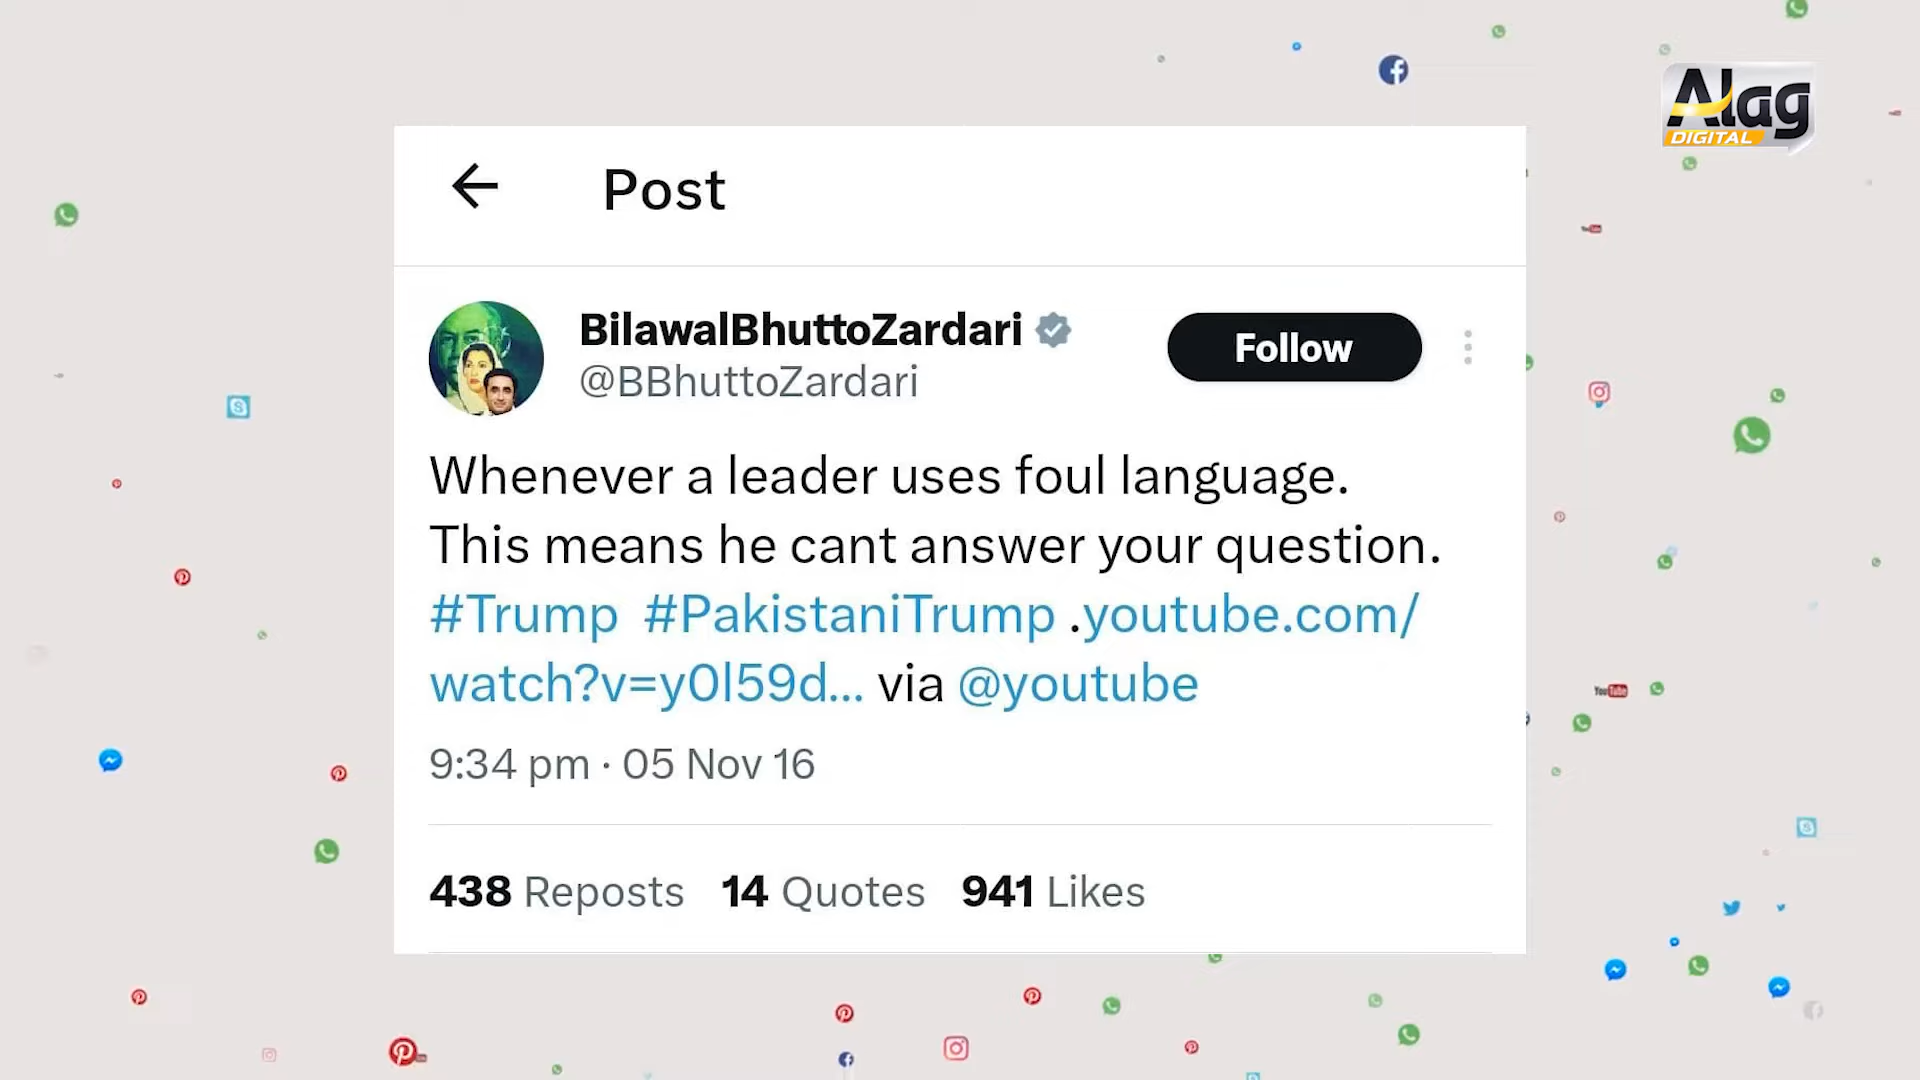 Alag
DIGITAL
Post
BilawalBhuttoZardari
@BBhuttoZardari
Follow
Whenever a leader uses foul language.
This means he cant answer your question.
#Trump #PakistaniTrump .youtube.com/
watch?v=y0l59d... via @youtube
9:34 pm · 05 Nov 16
438 Reposts 14 Quotes 941 Likes
You Tube